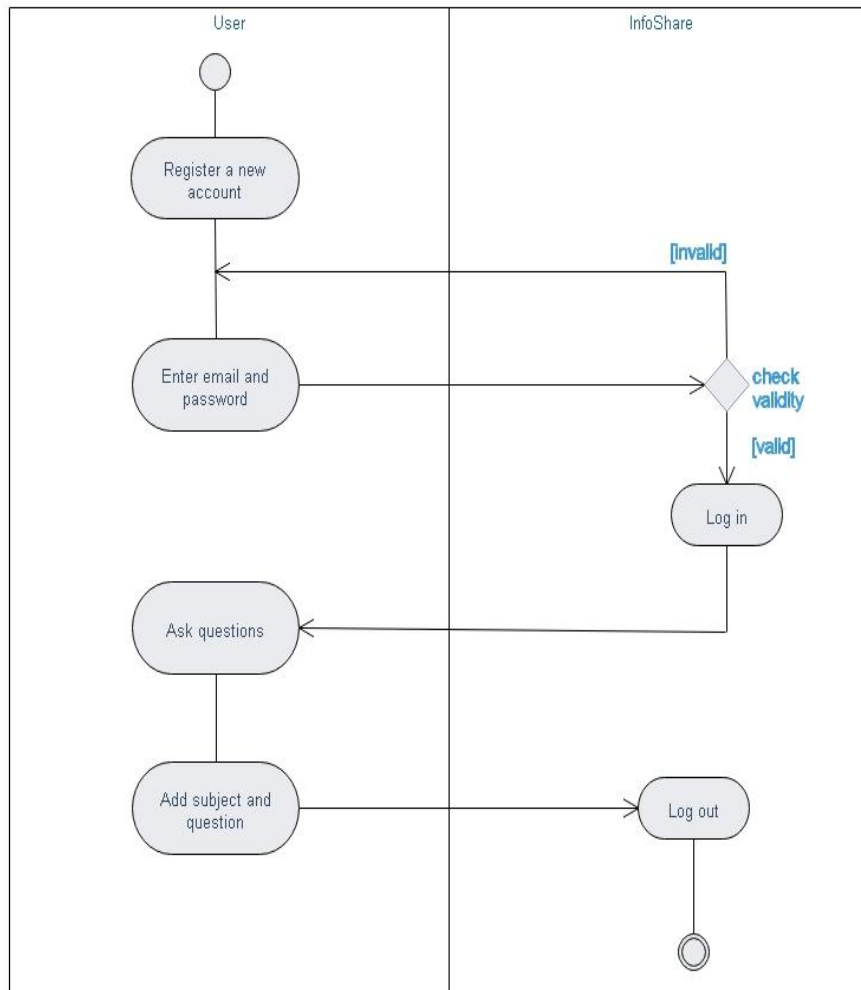 User
InfoShare
Register a new
account
[invalid]
Enter email and
password
check
validity
[valid]
Log in
Ask questions
Add subject and
question
Log out